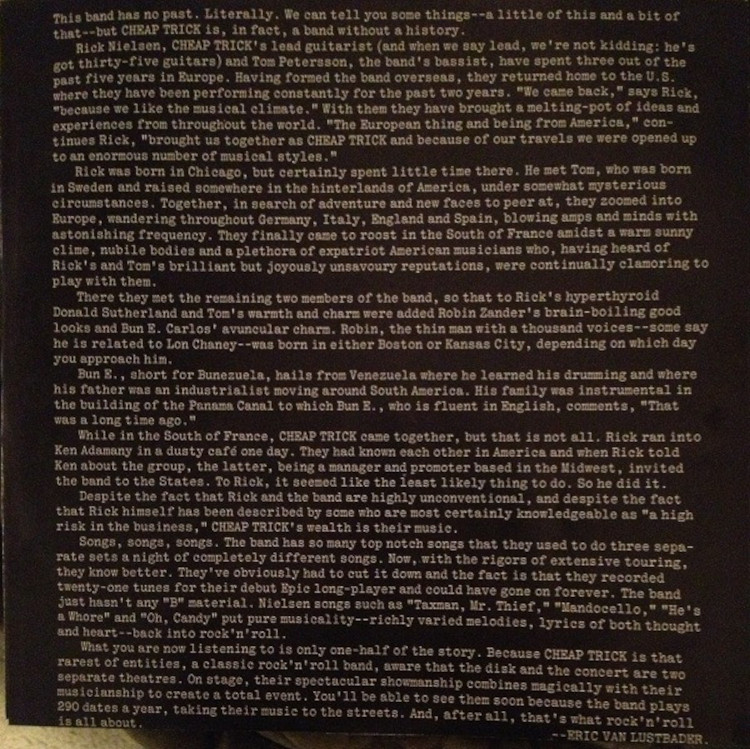 This band has no past. Literally. We can tell you some things--a little of this and a bit of
that--but CHEAP TRICK is, in fact, a band without a history.
Rick Nielsen, CHEAP TRICK's lead guitarist (and when we say lead, we're not kidding: he's
got thirty-five guitars) and Tom Petersson, the band's bassist, have spent three out of the
past five years in Europe. Having formed the band overseas, they returned home to the U.S.
where they have been performing constantly for the past two years. "We came back," says Rick,
"because we like the musical climate." With them they have brought a melting-pot of ideas and
experiences from throughout the world. "The European thing and being from America," con-
tinues Rick, "brought us together as CHEAP TRICK and because of our travels we were opened up
to an enormous number of musical styles."
Rick was born in Chicago, but certainly spent little time there. He met Tom, who was born
in Sweden and raised somewhere in the hinterlands of America, under somewhat mysterious
circumstances. Together, in search of adventure and new faces to peer at, they zoomed into
Europe, wandering throughout Germany, Italy, England and Spain, blowing amps and minds with
astonishing frequency. They finally came to roost in the South of France amidst a warm sunny
clime, nubile bodies and a plethora of expatriot American musicians who, having heard of
Rick's and Tom's brilliant but joyously unsavoury reputations, were continually clamoring to
play with them.
There they met the remaining two members of the band, so that to Rick's hyperthyroid
Donald Sutherland and Tom's warmth and charm were added Robin Zander's brain-boiling good
looks and Bun E. Carlos' avuncular charm. Robin, the thin man with a thousand voices--some say
he is related to Lon Chaney--was born in either Boston or Kansas City, depending on which day
you approach him.
Bun E., short for Bunezuela, hails from Venezuela where he learned his drumming and where
his father was an industrialist moving around South America. His family was instrumental in
the building of the Panama Canal to which Bun E., who is fluent in English, comments, "That
was a long time ago."
While in the South of France, CHEAP TRICK came together, but that is not all. Rick ran into
Ken Adamany in a dusty café one day. They had known each other in America and when Rick told
Ken about the group, the latter, being a manager and promoter based in the Midwest, invited
the band to the States. To Rick, it seemed like the least likely thing to do. So he did it.
Despite the fact that Rick and the band are highly unconventional, and despite the fact
that Rick himself has been described by some who are most certainly knowledgeable as "a high
risk in the business," CHEAP TRICK's wealth is their music.
Songs, songs, songs. The band has so many top notch songs that they used to do three sepa-
rate sets a night of completely different songs. Now, with the rigors of extensive touring,
they know better. They've obviously had to cut it down and the fact is that they recorded
twenty-one tunes for their debut Epic long-player and could have gone on forever. The band
just hasn't any "B" material. Nielsen songs such as "Taxman, Mr. Thief," "Mandocello," "He's
a Whore" and "Oh, Candy" put pure musicality--richly varied melodies, lyrics of both thought
and heart--back into rock'n'roll.
What you are now listening to is only one-half of the story. Because CHEAP TRICK is that
rarest of entities, a classic rock'n'roll band, aware that the disk and the concert are two
separate theatres. On stage, their spectacular showmanship combines magically with their
musicianship to create a total event. You'll be able to see them soon because the band plays
290 dates a year, taking their music to the streets. And, after all, that's what rock'n'roll
is all about.
--ERIC VAN LUSTBADER.